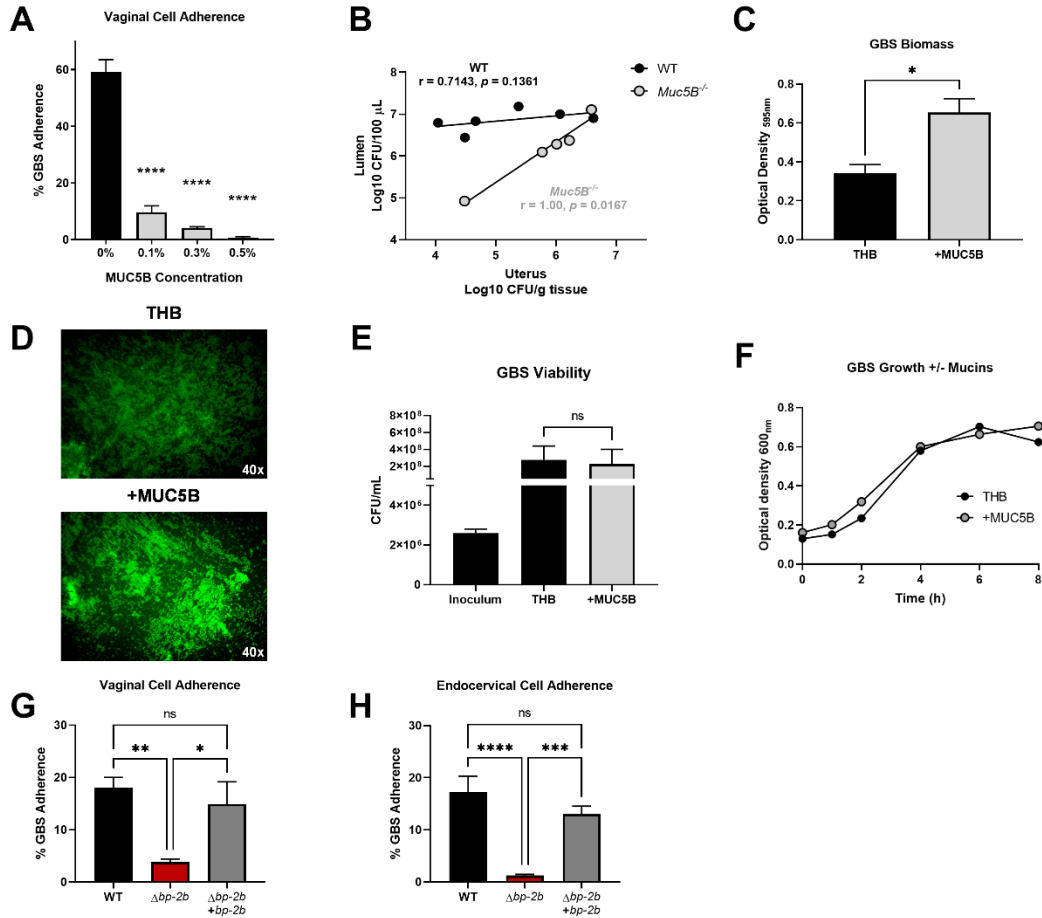 A
Vaginal Cell Adherence
% GBS Adherence
60
40
20
0
****
****
****
0%
0.1%
0.3%
0.5%
MUC5B Concentration
B
WT
r = 0.7143, p = 0.1361
WT
Muc5B-/-
Lumen
Log10 CFU/100 μL
8
7
6
5
4
Muc5B-/-
r = 1.00, p = 0.0167
4
5
6
7
Uterus
Log10 CFU/g tissue
C
GBS Biomass
*
Optical Density 595nm
0.8
0.6
0.4
0.2
0.0
THB
+MUC5B
D
THB
40x
+MUC5B
40x
E
GBS Viability
ns
CFU/mL
8×10⁸
6×10⁸
4×10⁸
2×10⁸
4×10⁶
2×10⁶
0
Inoculum
THB
+MUC5B
F
GBS Growth +/- Mucins
Optical density 600nm
0.8
0.6
0.4
0.2
0.0
THB
+MUC5B
0
2
4
6
8
Time (h)
G
Vaginal Cell Adherence
ns
**
*
% GBS Adherence
30
20
10
0
WT
Δbp-2b
Δbp-2b
+bp-2b
H
Endocervical Cell Adherence
ns
****
***
% GBS Adherence
30
20
10
0
WT
Δbp-2b
Δbp-2b
+bp-2b